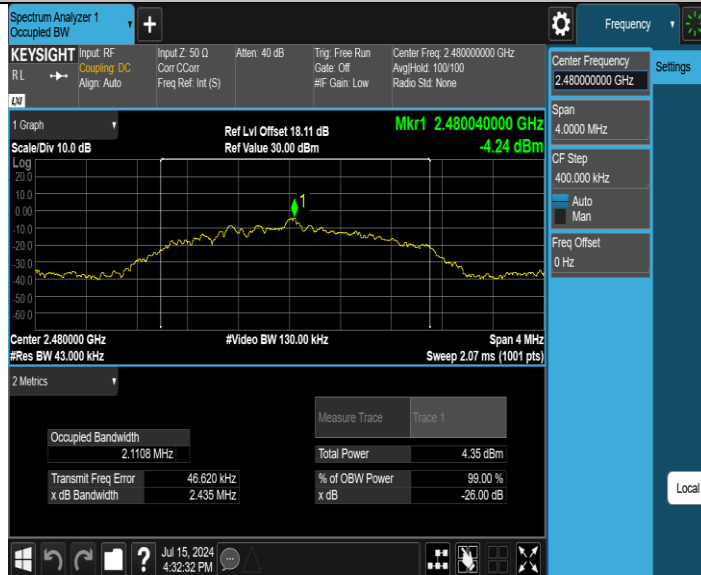 Spectrum Analyzer 1
Occupied BW
Frequency
KEYSIGHT
RL
LXI
Input: RF
Coupling: DC
Align: Auto
Input Z: 50 Ω
Corr CCorr
Freq Ref: Int (S)
Atten: 40 dB
Trig: Free Run
Gate: Off
#IF Gain: Low
Center Freq: 2.480000000 GHz
Avg|Hold: 100/100
Radio Std: None
1 Graph
Scale/Div 10.0 dB
Ref Lvl Offset 18.11 dB
Ref Value 30.00 dBm
Mkr1 2.480040000 GHz
-4.24 dBm
Log
20.0
10.0
0.00
-10.0
-20.0
-30.0
-40.0
-50.0
-60.0
1
Center 2.480000 GHz
#Res BW 43.000 kHz
#Video BW 130.00 kHz
Span 4 MHz
Sweep 2.07 ms (1001 pts)
2 Metrics
Measure Trace Trace 1
Occupied Bandwidth
2.1108 MHz
Total Power 4.35 dBm
Transmit Freq Error 46.620 kHz
% of OBW Power 99.00 %
x dB Bandwidth 2.435 MHz
x dB -26.00 dB
Jul 15, 2024
4:32:32 PM
Center Frequency
2.480000000 GHz
Settings
Span
4.0000 MHz
CF Step
400.000 kHz
Auto
Man
Freq Offset
0 Hz
Local